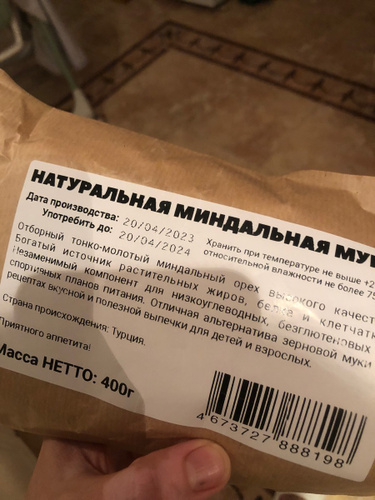 НАТУРАЛЬНАЯ МИНДАЛЬНАЯ
Дата производства: 20/04/2023
Употребить до: 20/04/2024
Хранить при температуре не выше
относительной влажности не более
Отборный тонко-молотый миндальный орех высокого
Богатый источник растительных жиров, белка и
Незаменимый компонент для низкоуглеводных, безглютеновых
спортивных планов питания. Отличная альтернатива зерновой муки
рецептах вкусной и полезной выпечки для детей и взрослых.
Страна происхождения: Турция.
Приятного аппетита!
Масса НЕТТО: 400г
4 673727 888198